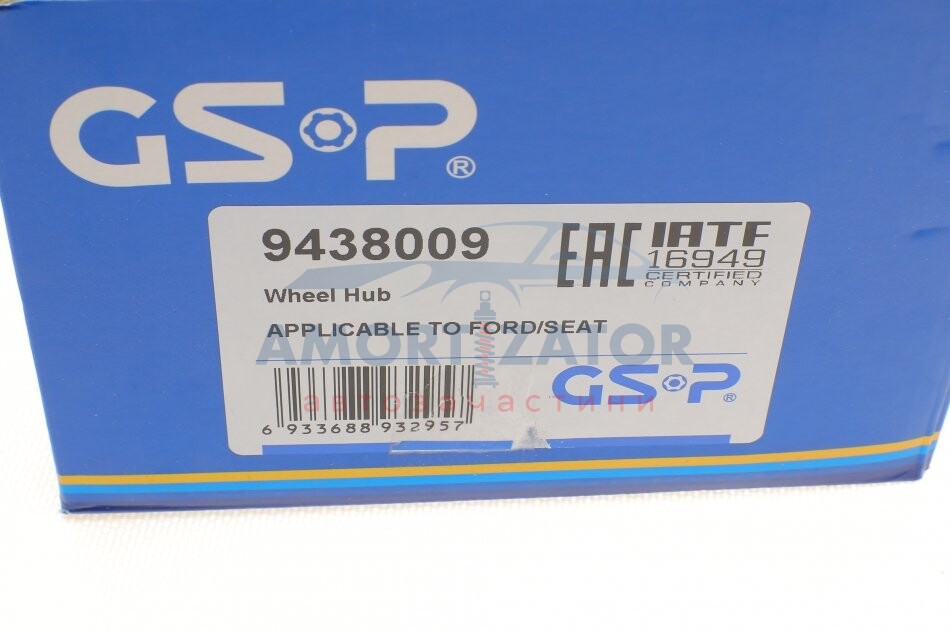 GSP®
9438009
EAC
IATF
16949
CERTIFIED
COMPANY
Wheel Hub
APPLICABLE TO FORD/SEAT
AMORTIZATOR
автозапчастини
GSP®
6 933688 932957